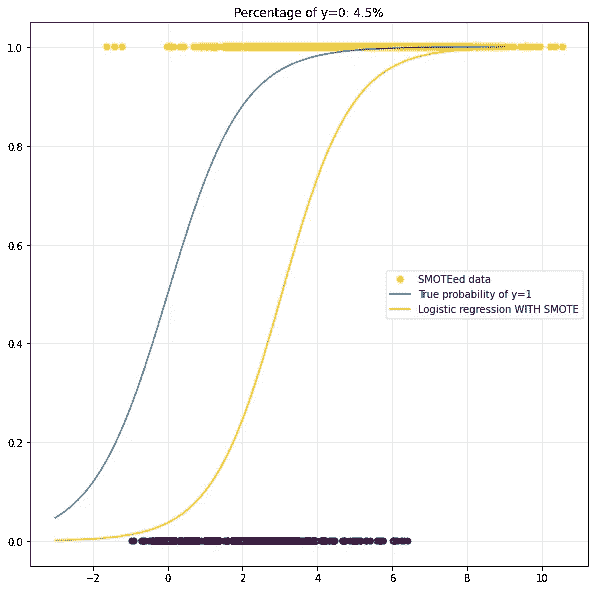 Percentage of y=0: 4.5%
1.0
0.8
0.6
0.4
0.2
0.0
SMOTEed data
True probability of y=1
Logistic regression WITH SMOTE
−2 0 2 4 6 8 10